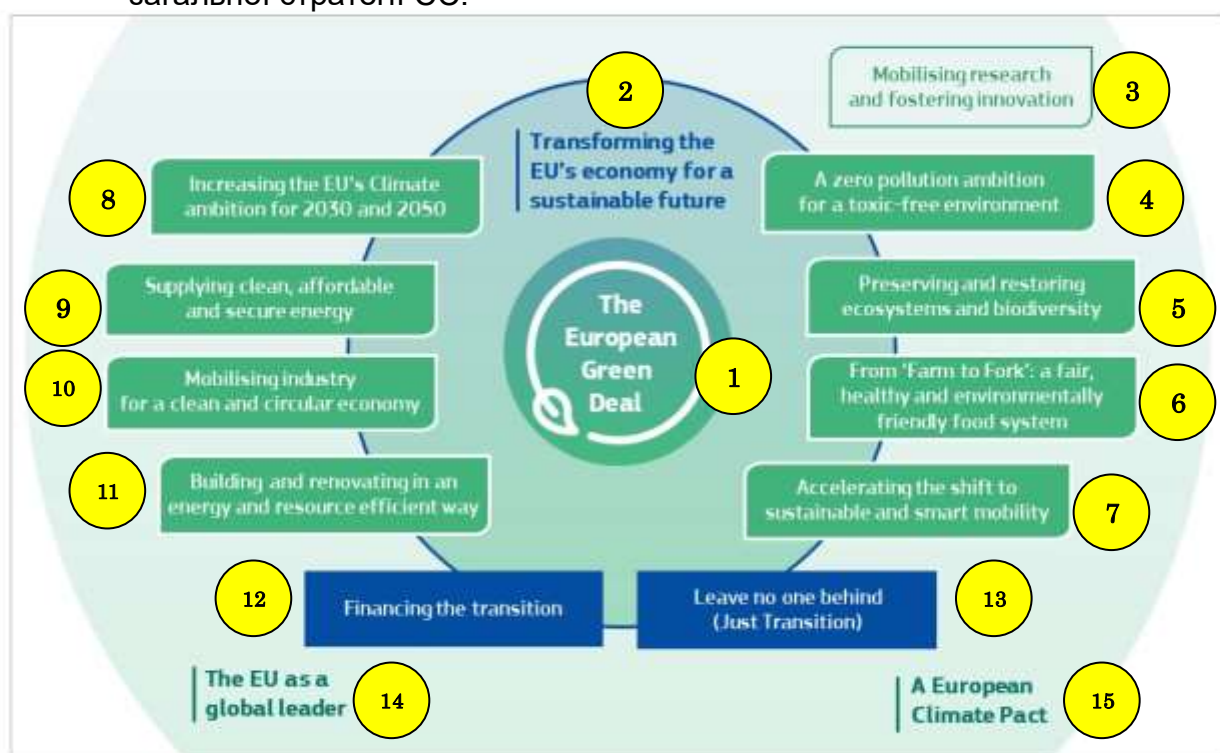 загальної стратегії ЄС.
2
Transforming the
EU's economy for a
sustainable future
Mobilising research
and fostering innovation
3
8
Increasing the EU's Climate
ambition for 2030 and 2050
A zero pollution ambition
for a toxic-free environment
4
9
Supplying clean, affordable
and secure energy
The
European
Green
Deal
1
Preserving and restoring
ecosystems and biodiversity
5
10
Mobilising industry
for a clean and circular economy
From 'Farm to Fork': a fair,
healthy and environmentally
friendly food system
6
11
Building and renovating in an
energy and resource efficient way
Accelerating the shift to
sustainable and smart mobility
7
12
Financing the transition
Leave no one behind
(Just Transition)
13
The EU as a
global leader
14
A European
Climate Pact
15